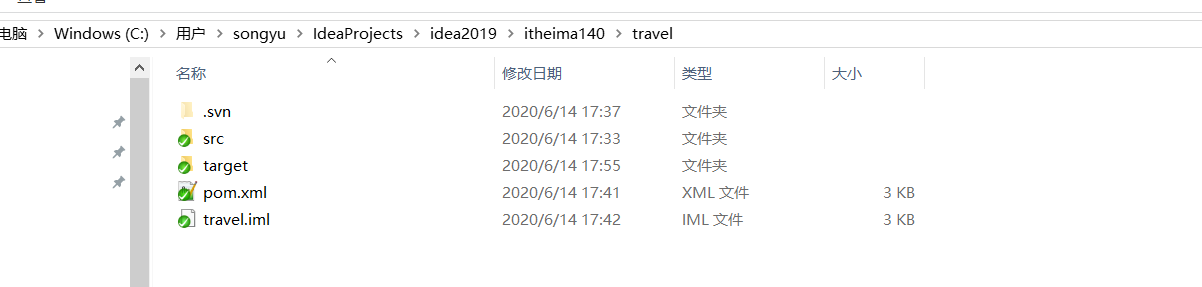 电脑 > Windows (C:) > 用户 > songyu > IdeaProjects > idea2019 > itheima140 > travel
名称 修改日期 类型 大小
.svn 2020/6/14 17:37 文件夹
src 2020/6/14 17:33 文件夹
target 2020/6/14 17:55 文件夹
pom.xml 2020/6/14 17:41 XML 文件 3 KB
travel.iml 2020/6/14 17:42 IML 文件 3 KB